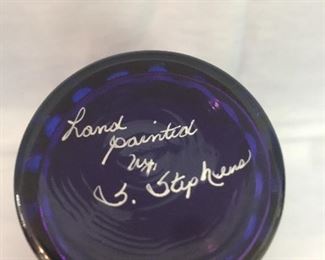 Hand
painted
by
S. Stephens